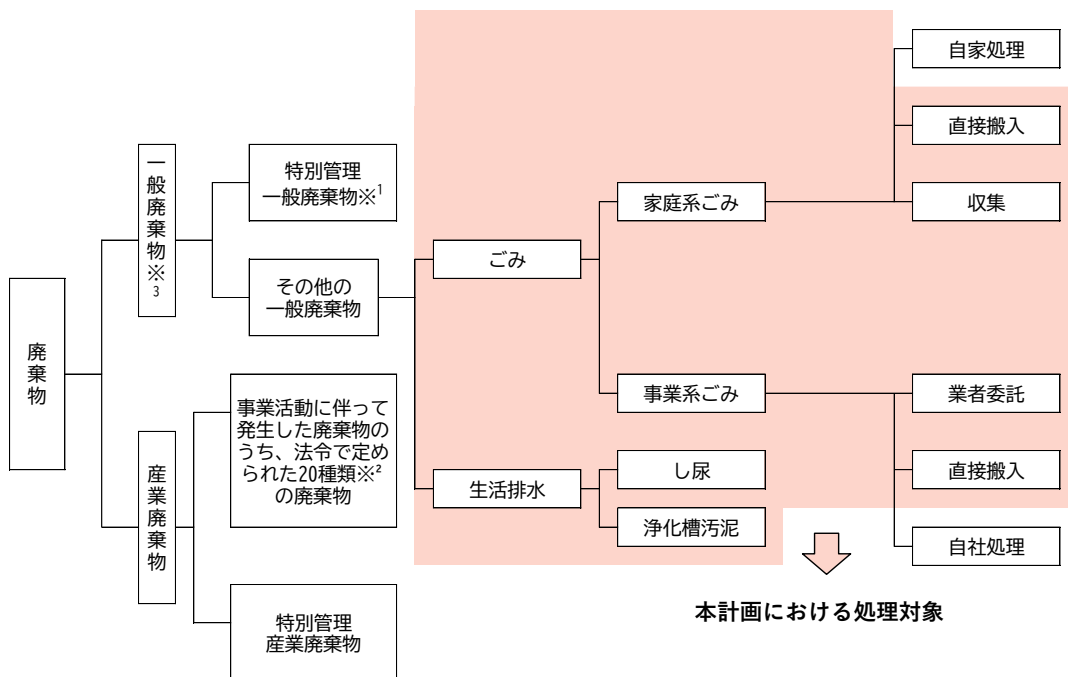 廃棄物
一般廃棄物※3
産業廃棄物
特別管理
一般廃棄物※1
その他の
一般廃棄物
事業活動に伴って
発生した廃棄物の
うち、法令で定め
られた20種類※2
の廃棄物
特別管理
産業廃棄物
ごみ
生活排水
家庭系ごみ
事業系ごみ
し尿
浄化槽汚泥
自家処理
直接搬入
収集
業者委託
直接搬入
自社処理
本計画における処理対象